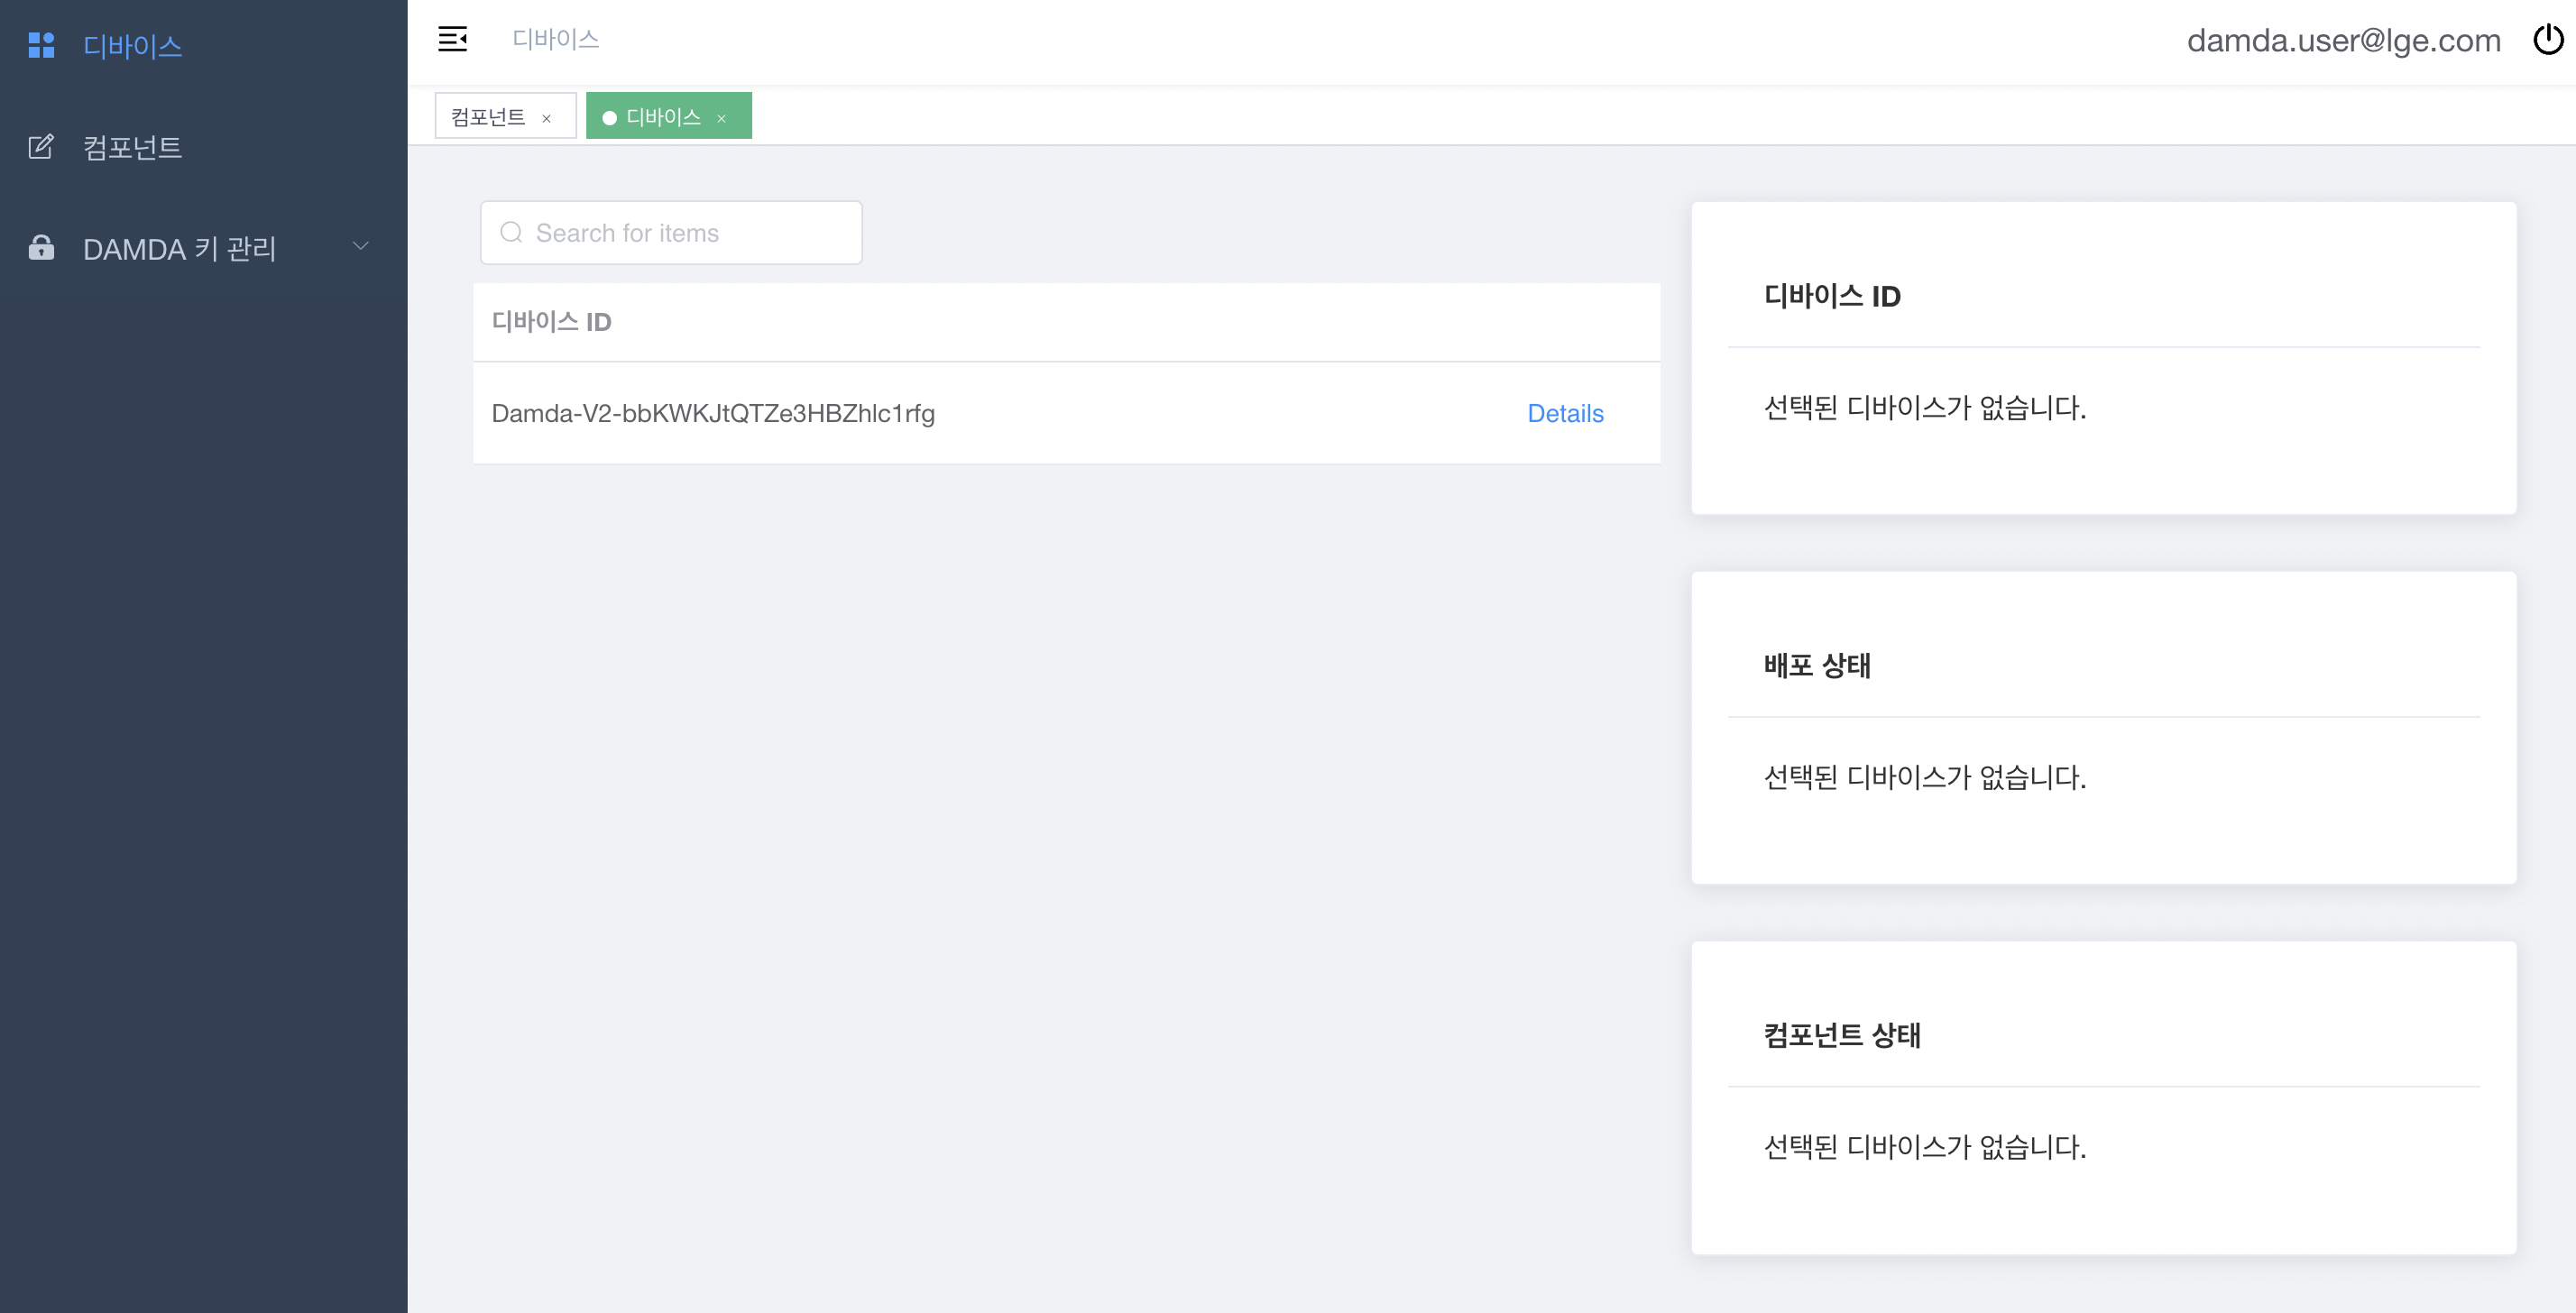 디바이스
컴포넌트
DAMDA 키 관리
디바이스
damda.user@lge.com
컴포넌트 ×
디바이스 ×
Search for items
디바이스 ID
Damda-V2-bbKWKJtQTZe3HBZhlc1rfg
Details
디바이스 ID
선택된 디바이스가 없습니다.
배포 상태
선택된 디바이스가 없습니다.
컴포넌트 상태
선택된 디바이스가 없습니다.